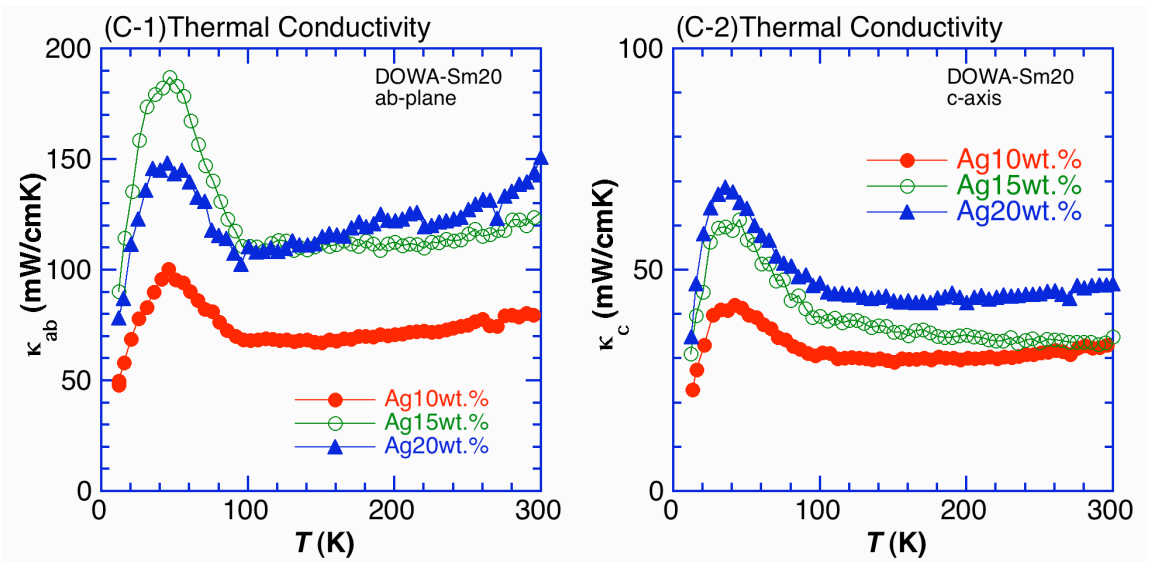 (C-1)Thermal Conductivity
200
150
100
50
0
κab (mW/cmK)
DOWA-Sm20
ab-plane
Ag10wt.%
Ag15wt.%
Ag20wt.%
0 100 200 300
T (K)
(C-2)Thermal Conductivity
100
50
0
κc (mW/cmK)
DOWA-Sm20
c-axis
Ag10wt.%
Ag15wt.%
Ag20wt.%
0 100 200 300
T (K)